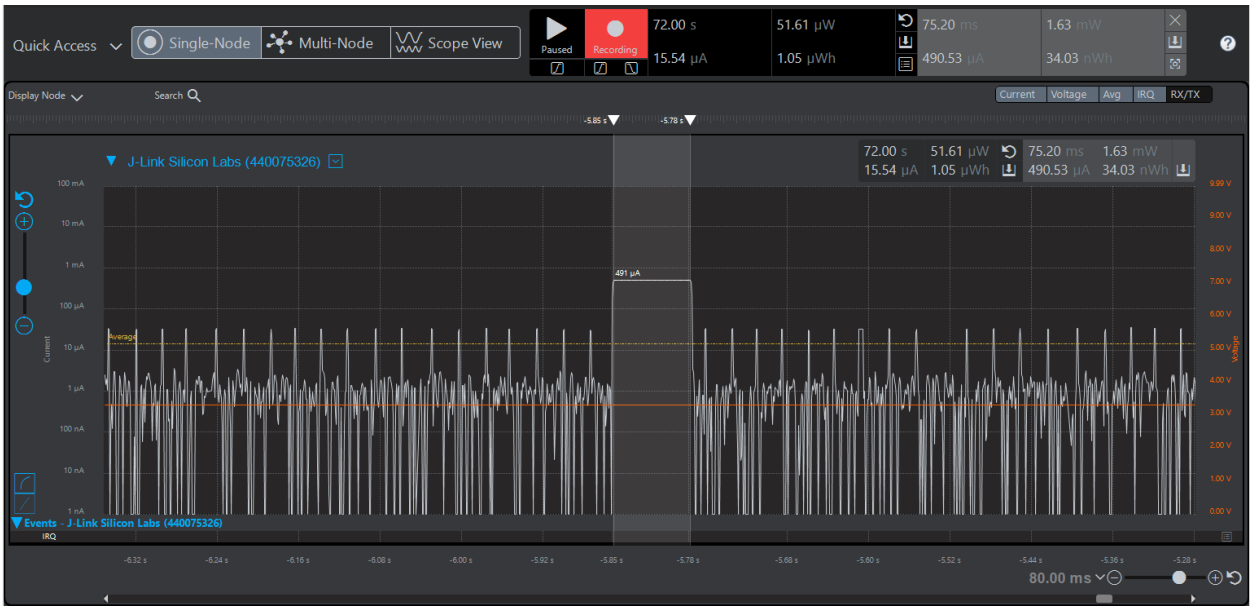 Quick Access
Single-Node
Multi-Node
Scope View
Paused
Recording
72.00 s 51.61 µW
15.54 µA 1.05 µWh
75.20 ms 1.63 mW
490.53 µA 34.03 nWh
?
Display Node
Search
Current Voltage Avg IRQ RX/TX
-5.85 s -5.78 s
J-Link Silicon Labs (440075326)
72.00 s 51.61 µW 75.20 ms 1.63 mW
15.54 µA 1.05 µWh 490.53 µA 34.03 nWh
100 mA 9.99 V
10 mA 9.00 V
8.00 V
1 mA
491 µA
7.00 V
100 µA
6.00 V
Average
Current
10 µA 5.00 V
Voltage
1 µA 4.00 V
3.00 V
100 nA
2.00 V
10 nA
1.00 V
1 nA 0.00 V
Events - J-Link Silicon Labs (440075326)
IRQ
-6.32 s -6.24 s -6.16 s -6.08 s -6.00 s -5.92 s -5.85 s -5.78 s -5.68 s -5.60 s -5.52 s -5.44 s -5.36 s -5.28 s
80.00 ms